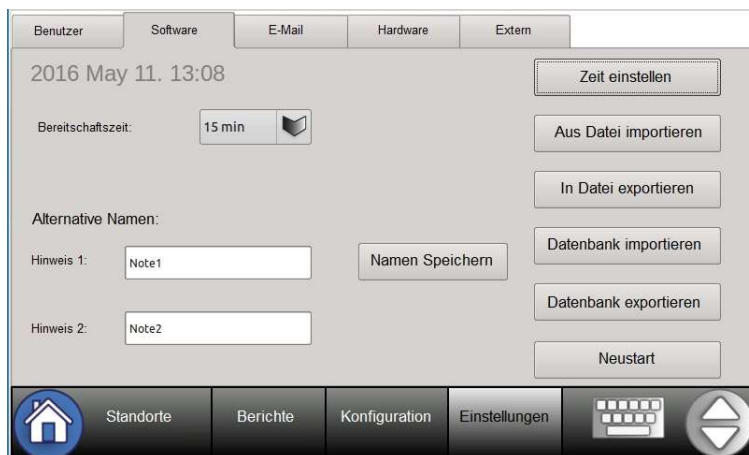 Benutzer Software E-Mail Hardware Extern
2016 May 11. 13:08
Zeit einstellen
Bereitschaftszeit: 15 min
Aus Datei importieren
In Datei exportieren
Alternative Namen:
Datenbank importieren
Hinweis 1: Note1 Namen Speichern
Datenbank exportieren
Hinweis 2: Note2
Neustart
Standorte Berichte Konfiguration Einstellungen